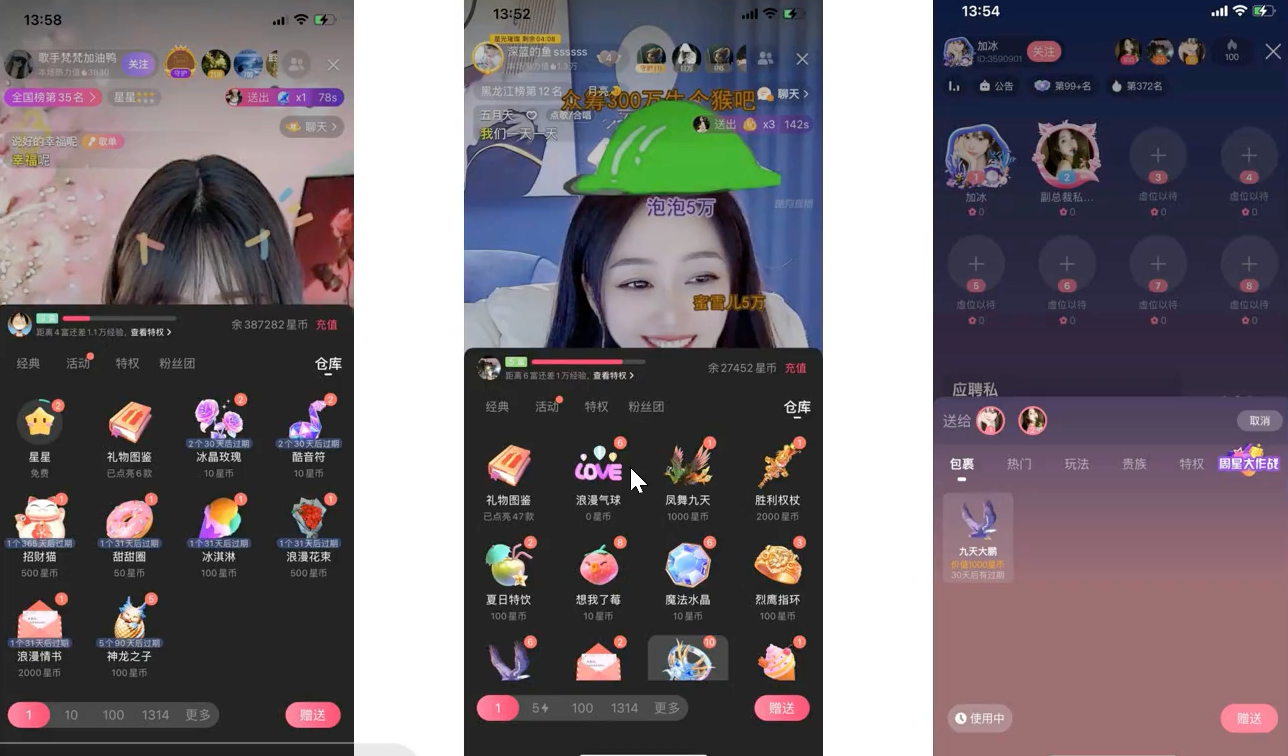 13:58
歌手梵梵加油鸭
关注
全国榜第35名
星星
送出
x1
78s
聊天
说好的幸福呢
歌单
幸福呢
距离4富还差1.1万经验，查看特权
余387282星币
充值
经典
活动
特权
粉丝团
仓库
2
1
2
2
2个30天后过期
2个30天后过期
星星
礼物图鉴
冰晶玫瑰
酷音符
免费
已点亮6款
10星币
10星币
1
1
1
1
1个365天后过期
1个31天后过期
1个31天后过期
1个31天后过期
招财猫
甜甜圈
冰淇淋
浪漫花束
500星币
50星币
100星币
500星币
1
5
1个31天后过期
5个90天后过期
浪漫情书
神龙之子
2000星币
100星币
1
10
100
1314
更多
赠送
13:52
星光璀璨 剩余04:08
深蓝的鱼 ssssss
黑龙江榜第12名
月亮
众筹300万生个猴吧
聊天
五月天
点歌/合唱
我们一天一天
送出
x3
142s
泡泡5万
酷狗直播
蜜雪儿5万
5富
距离6富还差1万经验，查看特权
余27452星币
充值
经典
活动
特权
粉丝团
仓库
6
1
1
礼物图鉴
浪漫气球
凤舞九天
胜利权杖
已点亮47款
0星币
1000星币
2000星币
2
8
6
3
夏日特饮
想我了莓
魔法水晶
烈鹰指环
100星币
10星币
10星币
100星币
6
2
10
1
1
5
100
1314
更多
赠送
13:54
加冰
ID:3590901
关注
100
公告
第99+名
第372名
1
2
3
4
加冰
副总裁私...
虚位以待
虚位以待
0
0
0
0
5
6
7
8
虚位以待
虚位以待
虚位以待
虚位以待
0
0
0
0
应聘私
送给
取消
包裹
热门
玩法
贵族
特权
周星大作战
九天大鹏
价值1000星币
30天后有过期
使用中
赠送